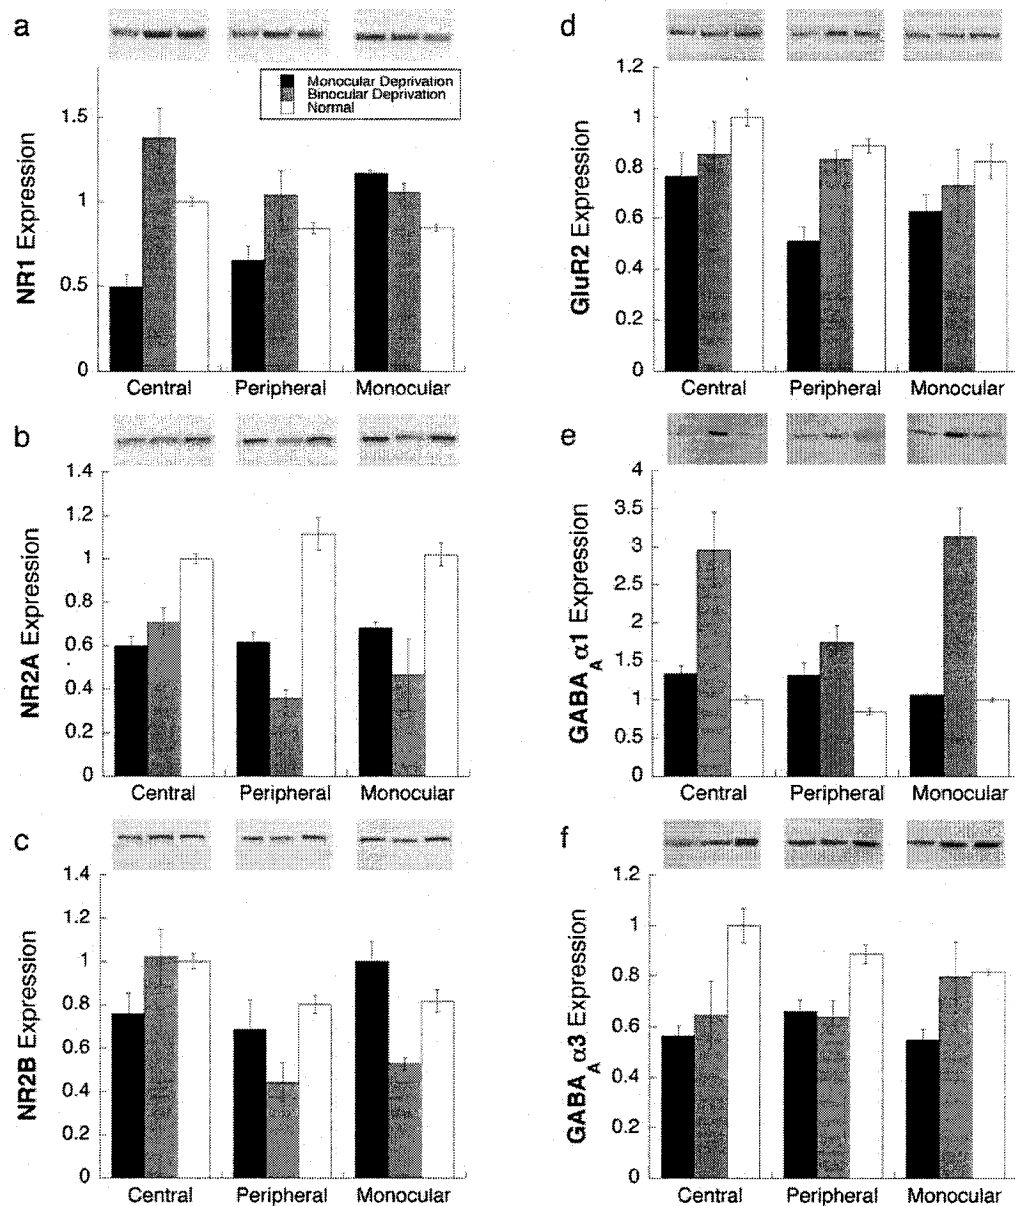 a
NR1 Expression
Monocular Deprivation
Binocular Deprivation
Normal
1.5
1
0.5
0
Central Peripheral Monocular
b
NR2A Expression
1.4
1.2
1
0.8
0.6
0.4
0.2
0
Central Peripheral Monocular
c
NR2B Expression
1.4
1.2
1
0.8
0.6
0.4
0.2
0
Central Peripheral Monocular
d
GluR2 Expression
1.2
1
0.8
0.6
0.4
0.2
0
Central Peripheral Monocular
e
GABA_A α1 Expression
4
3.5
3
2.5
2
1.5
1
0.5
0
Central Peripheral Monocular
f
GABA_A α3 Expression
1.2
1
0.8
0.6
0.4
0.2
0
Central Peripheral Monocular